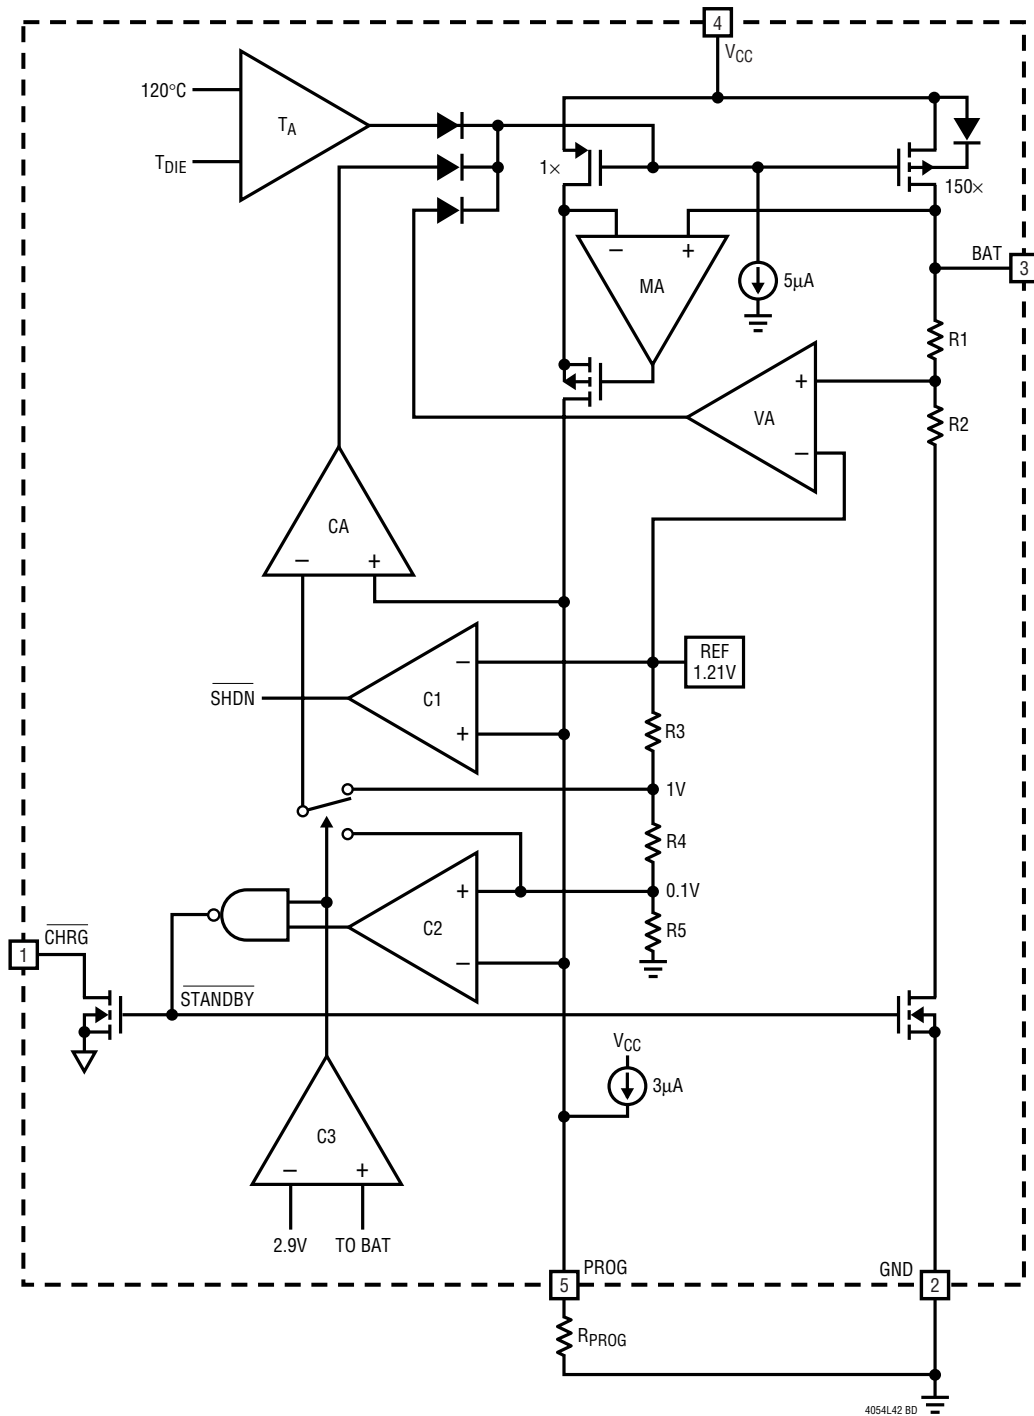 4
VCC
120°C
TA
TDIE
1×
150×
– +
MA
5µA
BAT
3
R1
+
VA
R2
–
CA
– +
REF
1.21V
–
SHDN
C1
+
R3
1V
R4
+
0.1V
C2
R5
CHRG
1
–
STANDBY
VCC
3µA
C3
– +
2.9V
TO BAT
PROG
5
GND
2
RPROG
4054L42 BD